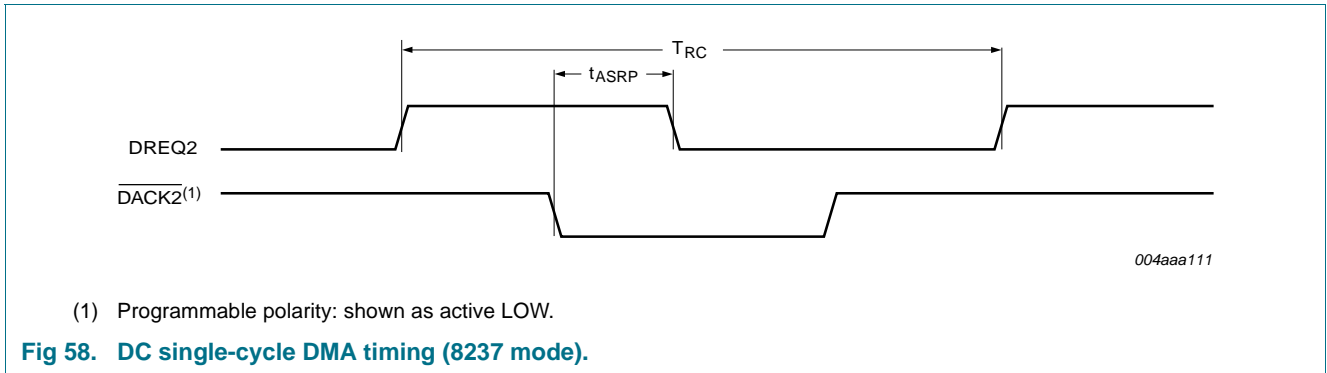 T_RC
t_ASRP
DREQ2
DACK2(1)
004aaa111
(1) Programmable polarity: shown as active LOW.
Fig 58. DC single-cycle DMA timing (8237 mode).